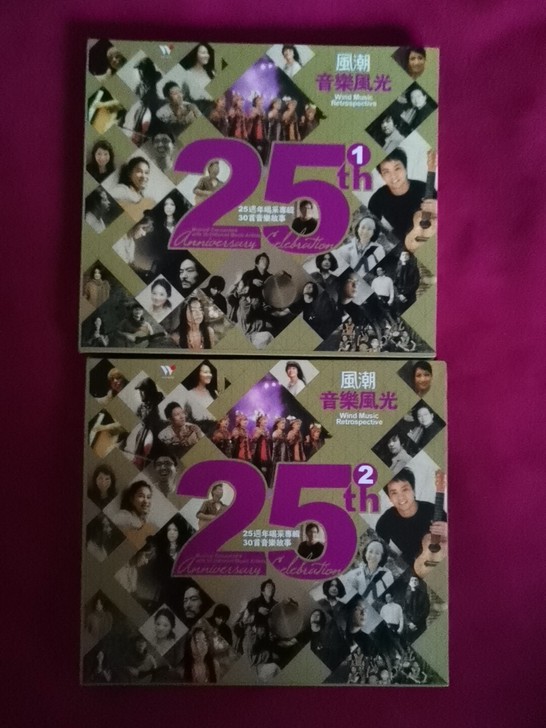 風潮
音樂風光
Wind Music
Retrospective
25th
1
25週年喝采專輯
30首音樂故事
Anniversary Celebration
風潮
音樂風光
Wind Music
Retrospective
25th
2
25週年喝采專輯
30首音樂故事
Anniversary Celebration